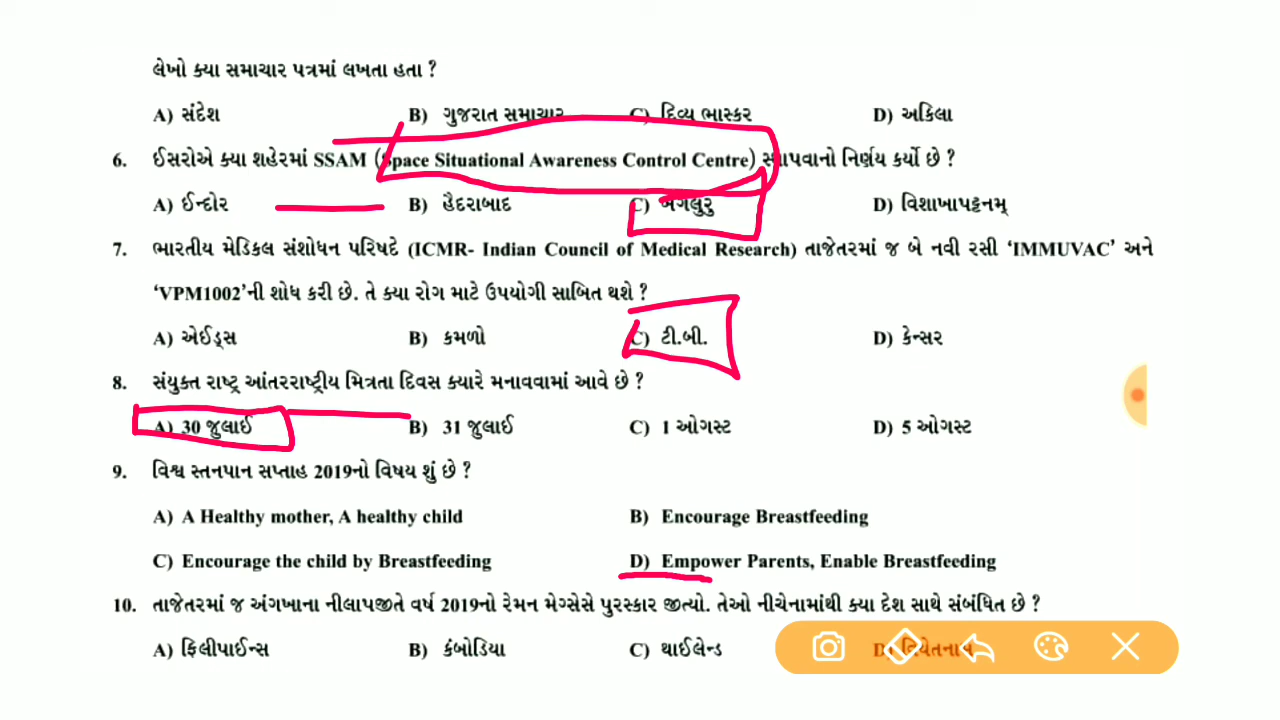 લેખો ક્યા સમાચાર પત્રમાં લખતા હતા ?
A) સંદેશ B) ગુજરાત સમાચાર C) દિવ્ય ભાસ્કર D) અકિલા
6. ઈસરોએ ક્યા શહેરમાં SSAM (Space Situational Awareness Control Centre) સ્થાપવાનો નિર્ણય કર્યો છે ?
A) ઈન્દોર B) હૈદરાબાદ C) બેંગલુરુ D) વિશાખાપટ્ટનમ્
7. ભારતીય મેડિકલ સંશોધન પરિષદે (ICMR- Indian Council of Medical Research) તાજેતરમાં જ બે નવી રસી ‘IMMUVAC’ અને
‘VPM1002’ની શોધ કરી છે. તે ક્યા રોગ માટે ઉપયોગી સાબિત થશે ?
A) એઈડ્સ B) કમળો C) ટી.બી. D) કેન્સર
8. સંયુક્ત રાષ્ટ્ર આંતરરાષ્ટ્રીય મિત્રતા દિવસ ક્યારે મનાવવામાં આવે છે ?
A) 30 જુલાઈ B) 31 જુલાઈ C) 1 ઓગસ્ટ D) 5 ઓગસ્ટ
9. વિશ્વ સ્તનપાન સપ્તાહ 2019નો વિષય શું છે ?
A) A Healthy mother, A healthy child B) Encourage Breastfeeding
C) Encourage the child by Breastfeeding D) Empower Parents, Enable Breastfeeding
10. તાજેતરમાં જ અંગખાના નીલાપજીતે વર્ષ 2019નો રેમન મેગ્સેસે પુરસ્કાર જીત્યો. તેઓ નીચેનામાંથી ક્યા દેશ સાથે સંબંધિત છે ?
A) ફિલીપાઈન્સ B) કંબોડિયા C) થાઈલેન્ડ D) વિયેતનામ